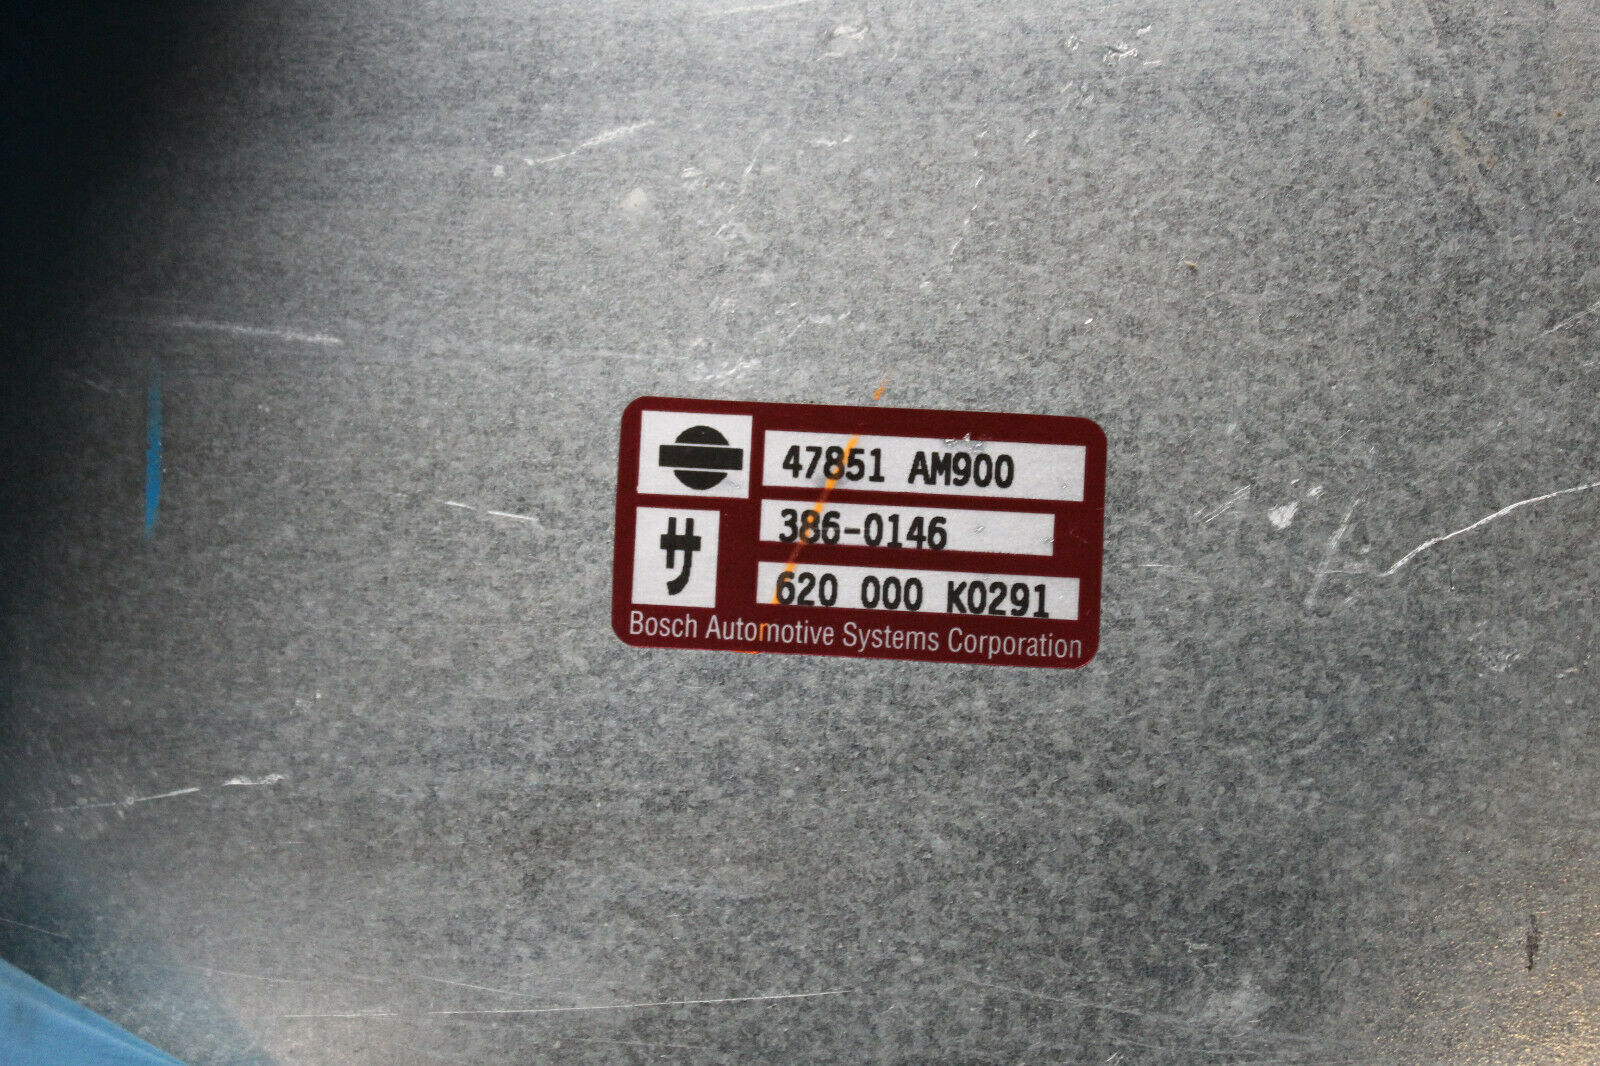 47851 AM900
386-0146
サ
620 000 K0291
Bosch Automotive Systems Corporation